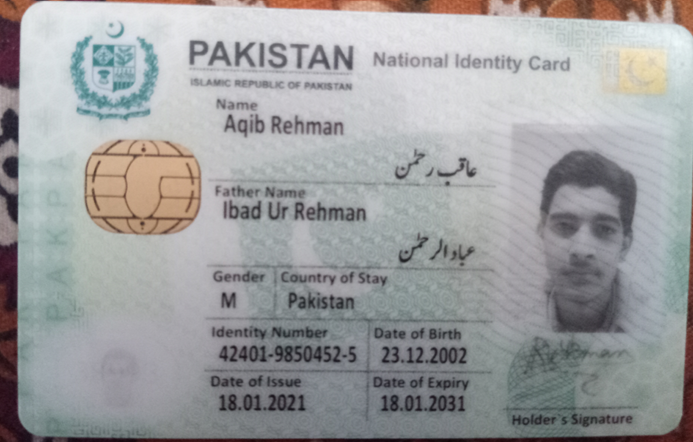 PAKISTAN National Identity Card
ISLAMIC REPUBLIC OF PAKISTAN
Name
Aqib Rehman
عاقب رحمٰن
Father Name
Ibad Ur Rehman
عباد الرحمٰن
Gender Country of Stay
M Pakistan
Identity Number Date of Birth
42401-9850452-5 23.12.2002
Date of Issue Date of Expiry
18.01.2021 18.01.2031
Holder's Signature